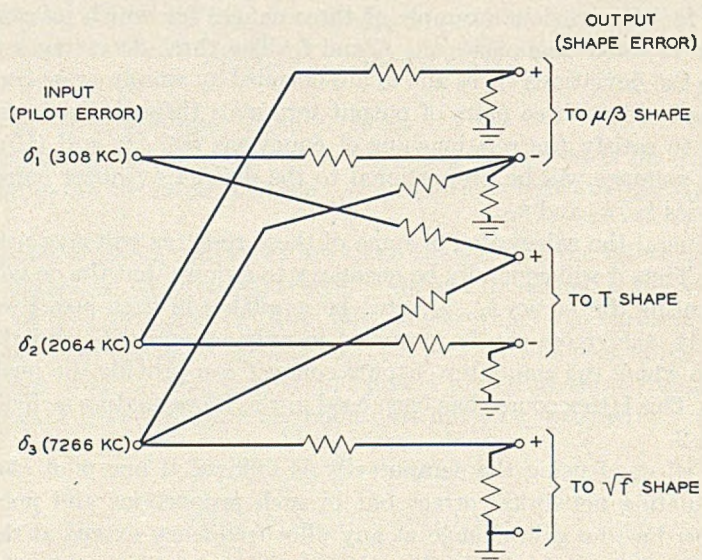 OUTPUT
(SHAPE ERROR)
INPUT
(PILOT ERROR)
+
TO μβ SHAPE
δ1 (308 KC)
−
+
TO T SHAPE
δ2 (2064 KC)
−
δ3 (7266 KC)
+
TO √f SHAPE
−